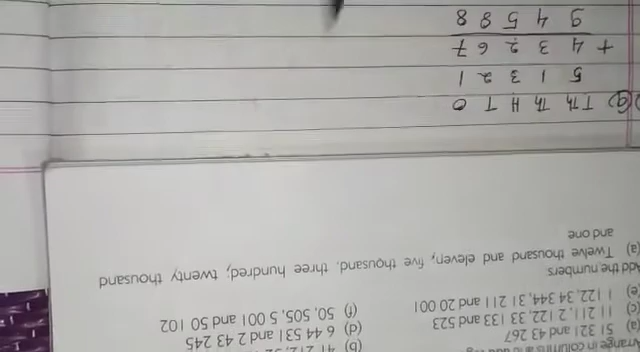 Arrange in columns and add
(a) 51 321 and 43 267
(b) 41 212,
(c) 11 211, 2 122, 33 133 and 523
(d) 6 44 531 and 2 43 245
(e) 1 122, 34 344, 31 211 and 20 001
(f) 50, 505, 5 001 and 50 102
Add the numbers
(a) Twelve thousand and eleven, five thousand, three hundred, twenty thousand
and one
(a) TTh Th H T O
5 1 3 2 1
+ 4 3 2 6 7
9 4 5 8 8